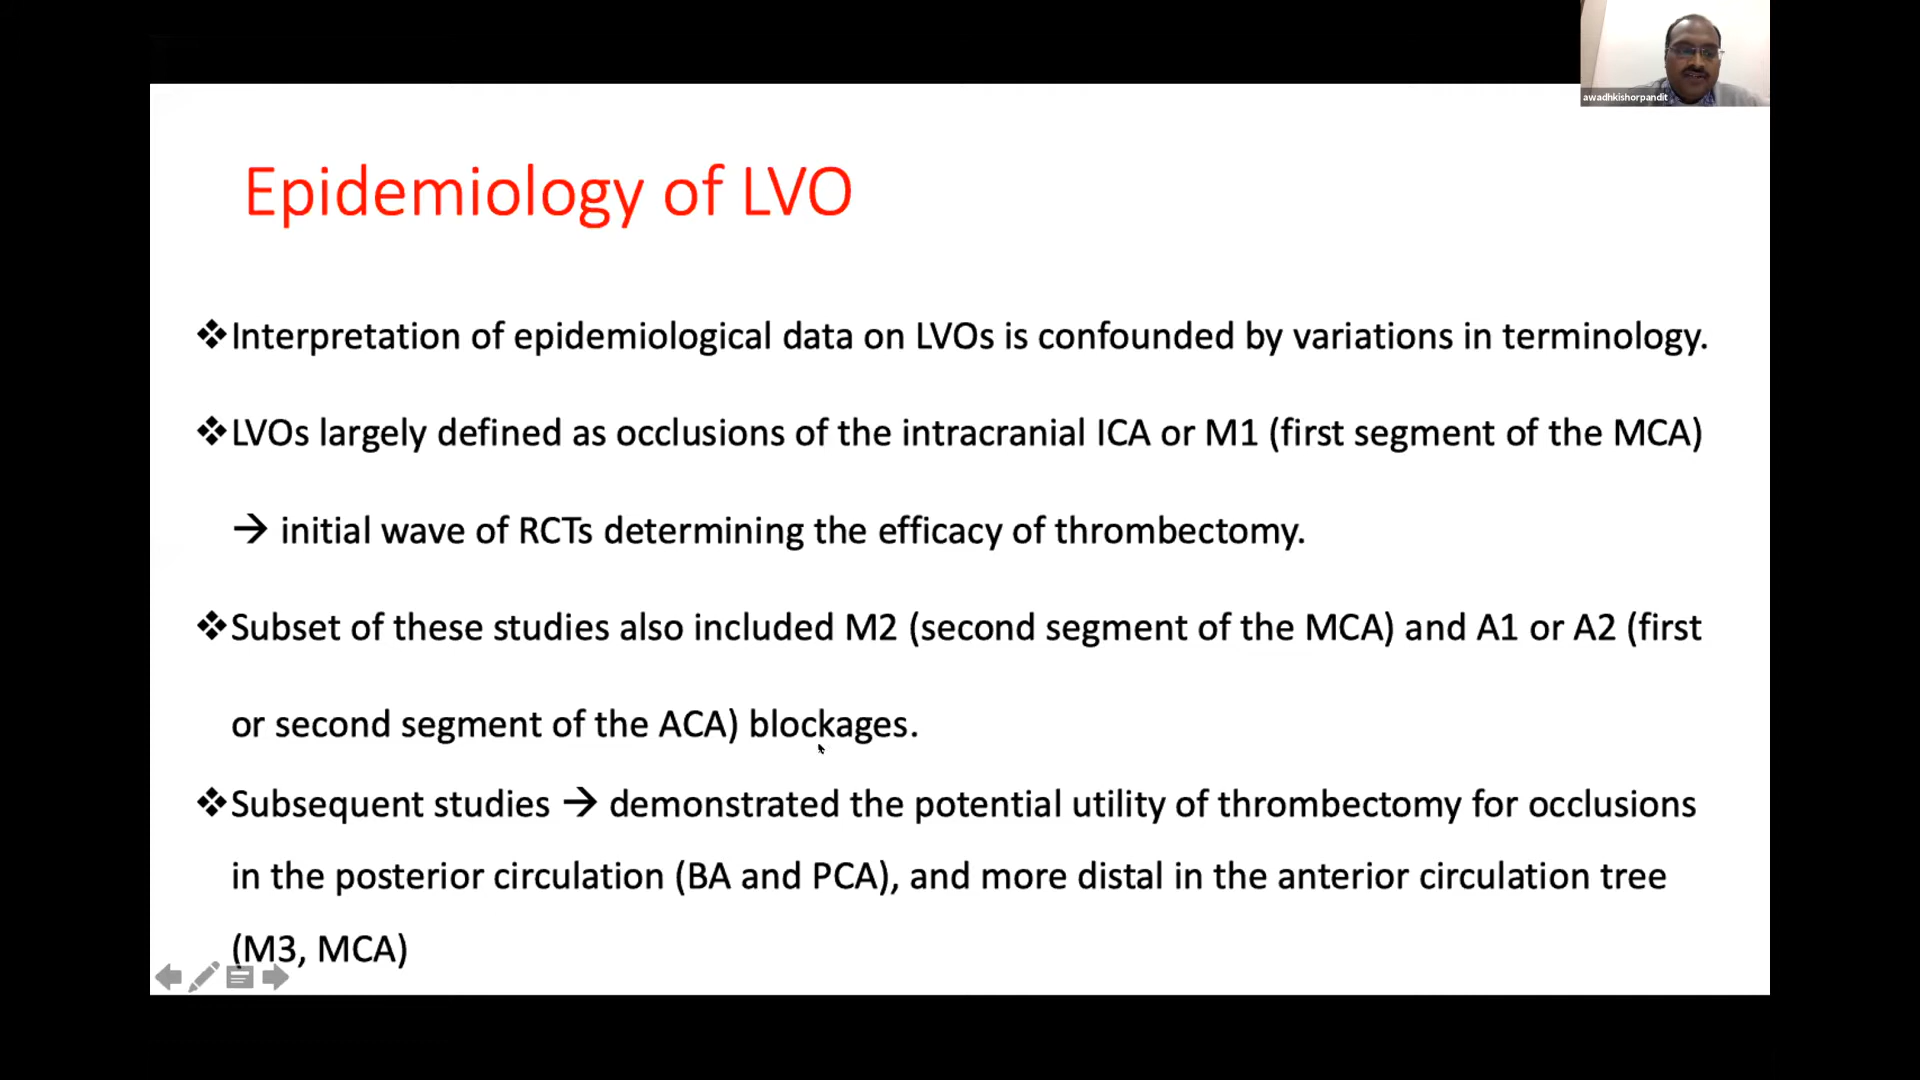 awadhkishorpandit
Epidemiology of LVO
❖Interpretation of epidemiological data on LVOs is confounded by variations in terminology.
❖LVOs largely defined as occlusions of the intracranial ICA or M1 (first segment of the MCA)
→ initial wave of RCTs determining the efficacy of thrombectomy.
❖Subset of these studies also included M2 (second segment of the MCA) and A1 or A2 (first
or second segment of the ACA) blockages.
❖Subsequent studies → demonstrated the potential utility of thrombectomy for occlusions
in the posterior circulation (BA and PCA), and more distal in the anterior circulation tree
(M3, MCA)